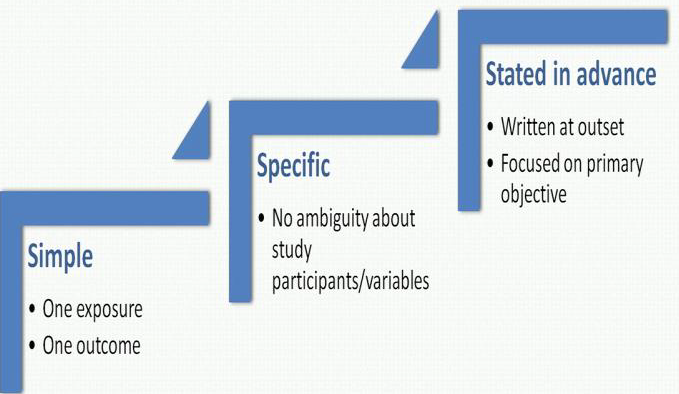 Simple
• One exposure
• One outcome
Specific
• No ambiguity about
study
participants/variables
Stated in advance
• Written at outset
• Focused on primary
objective